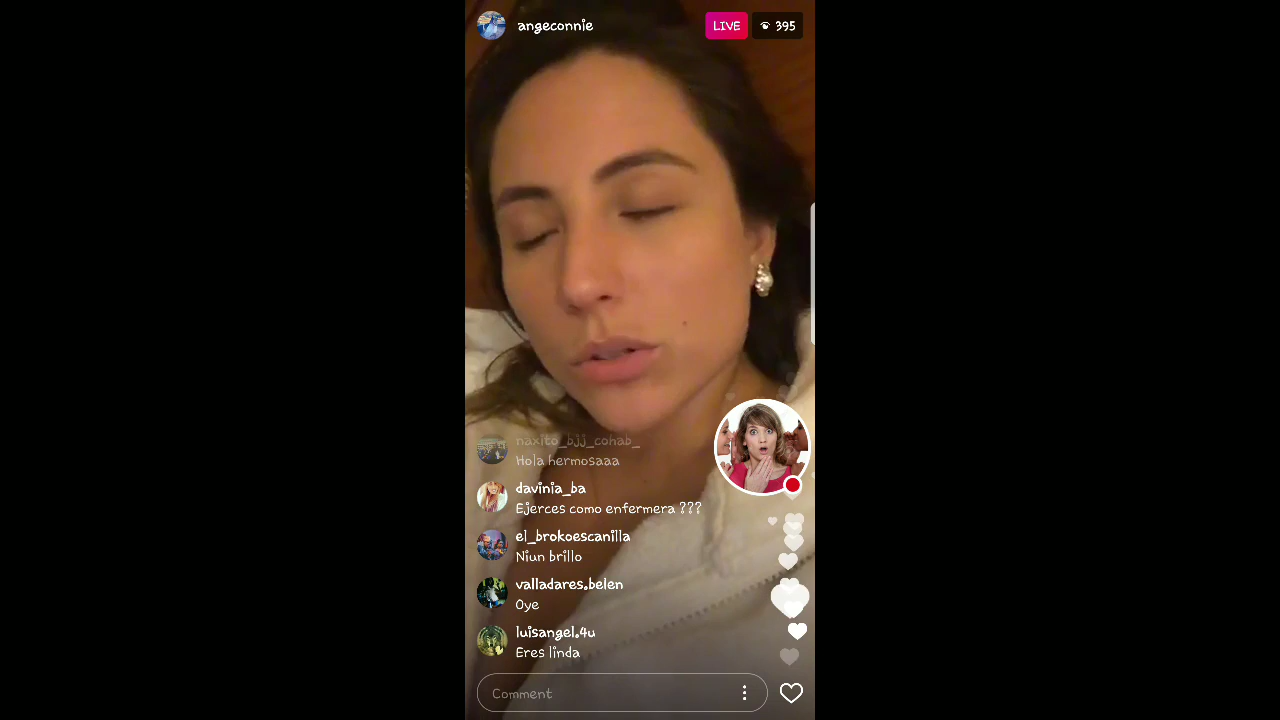 angeconnie
LIVE
395
naxito_bjj_cohab_
Hola hermosaaa
davinia_ba
Ejerces como enfermera ???
el_brokoescanilla
Niun brillo
valladares.belen
Oye
luisangel.4u
Eres linda
Comment